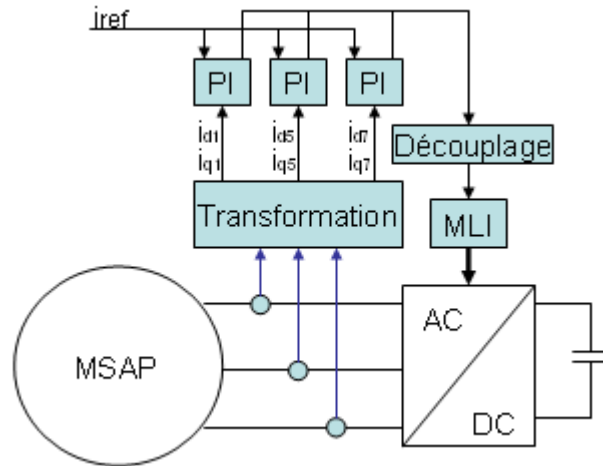 iref
PI PI PI
id1 id5 id7
iq1 iq5 iq7
Découplage
Transformation
MLI
MSAP
AC
DC